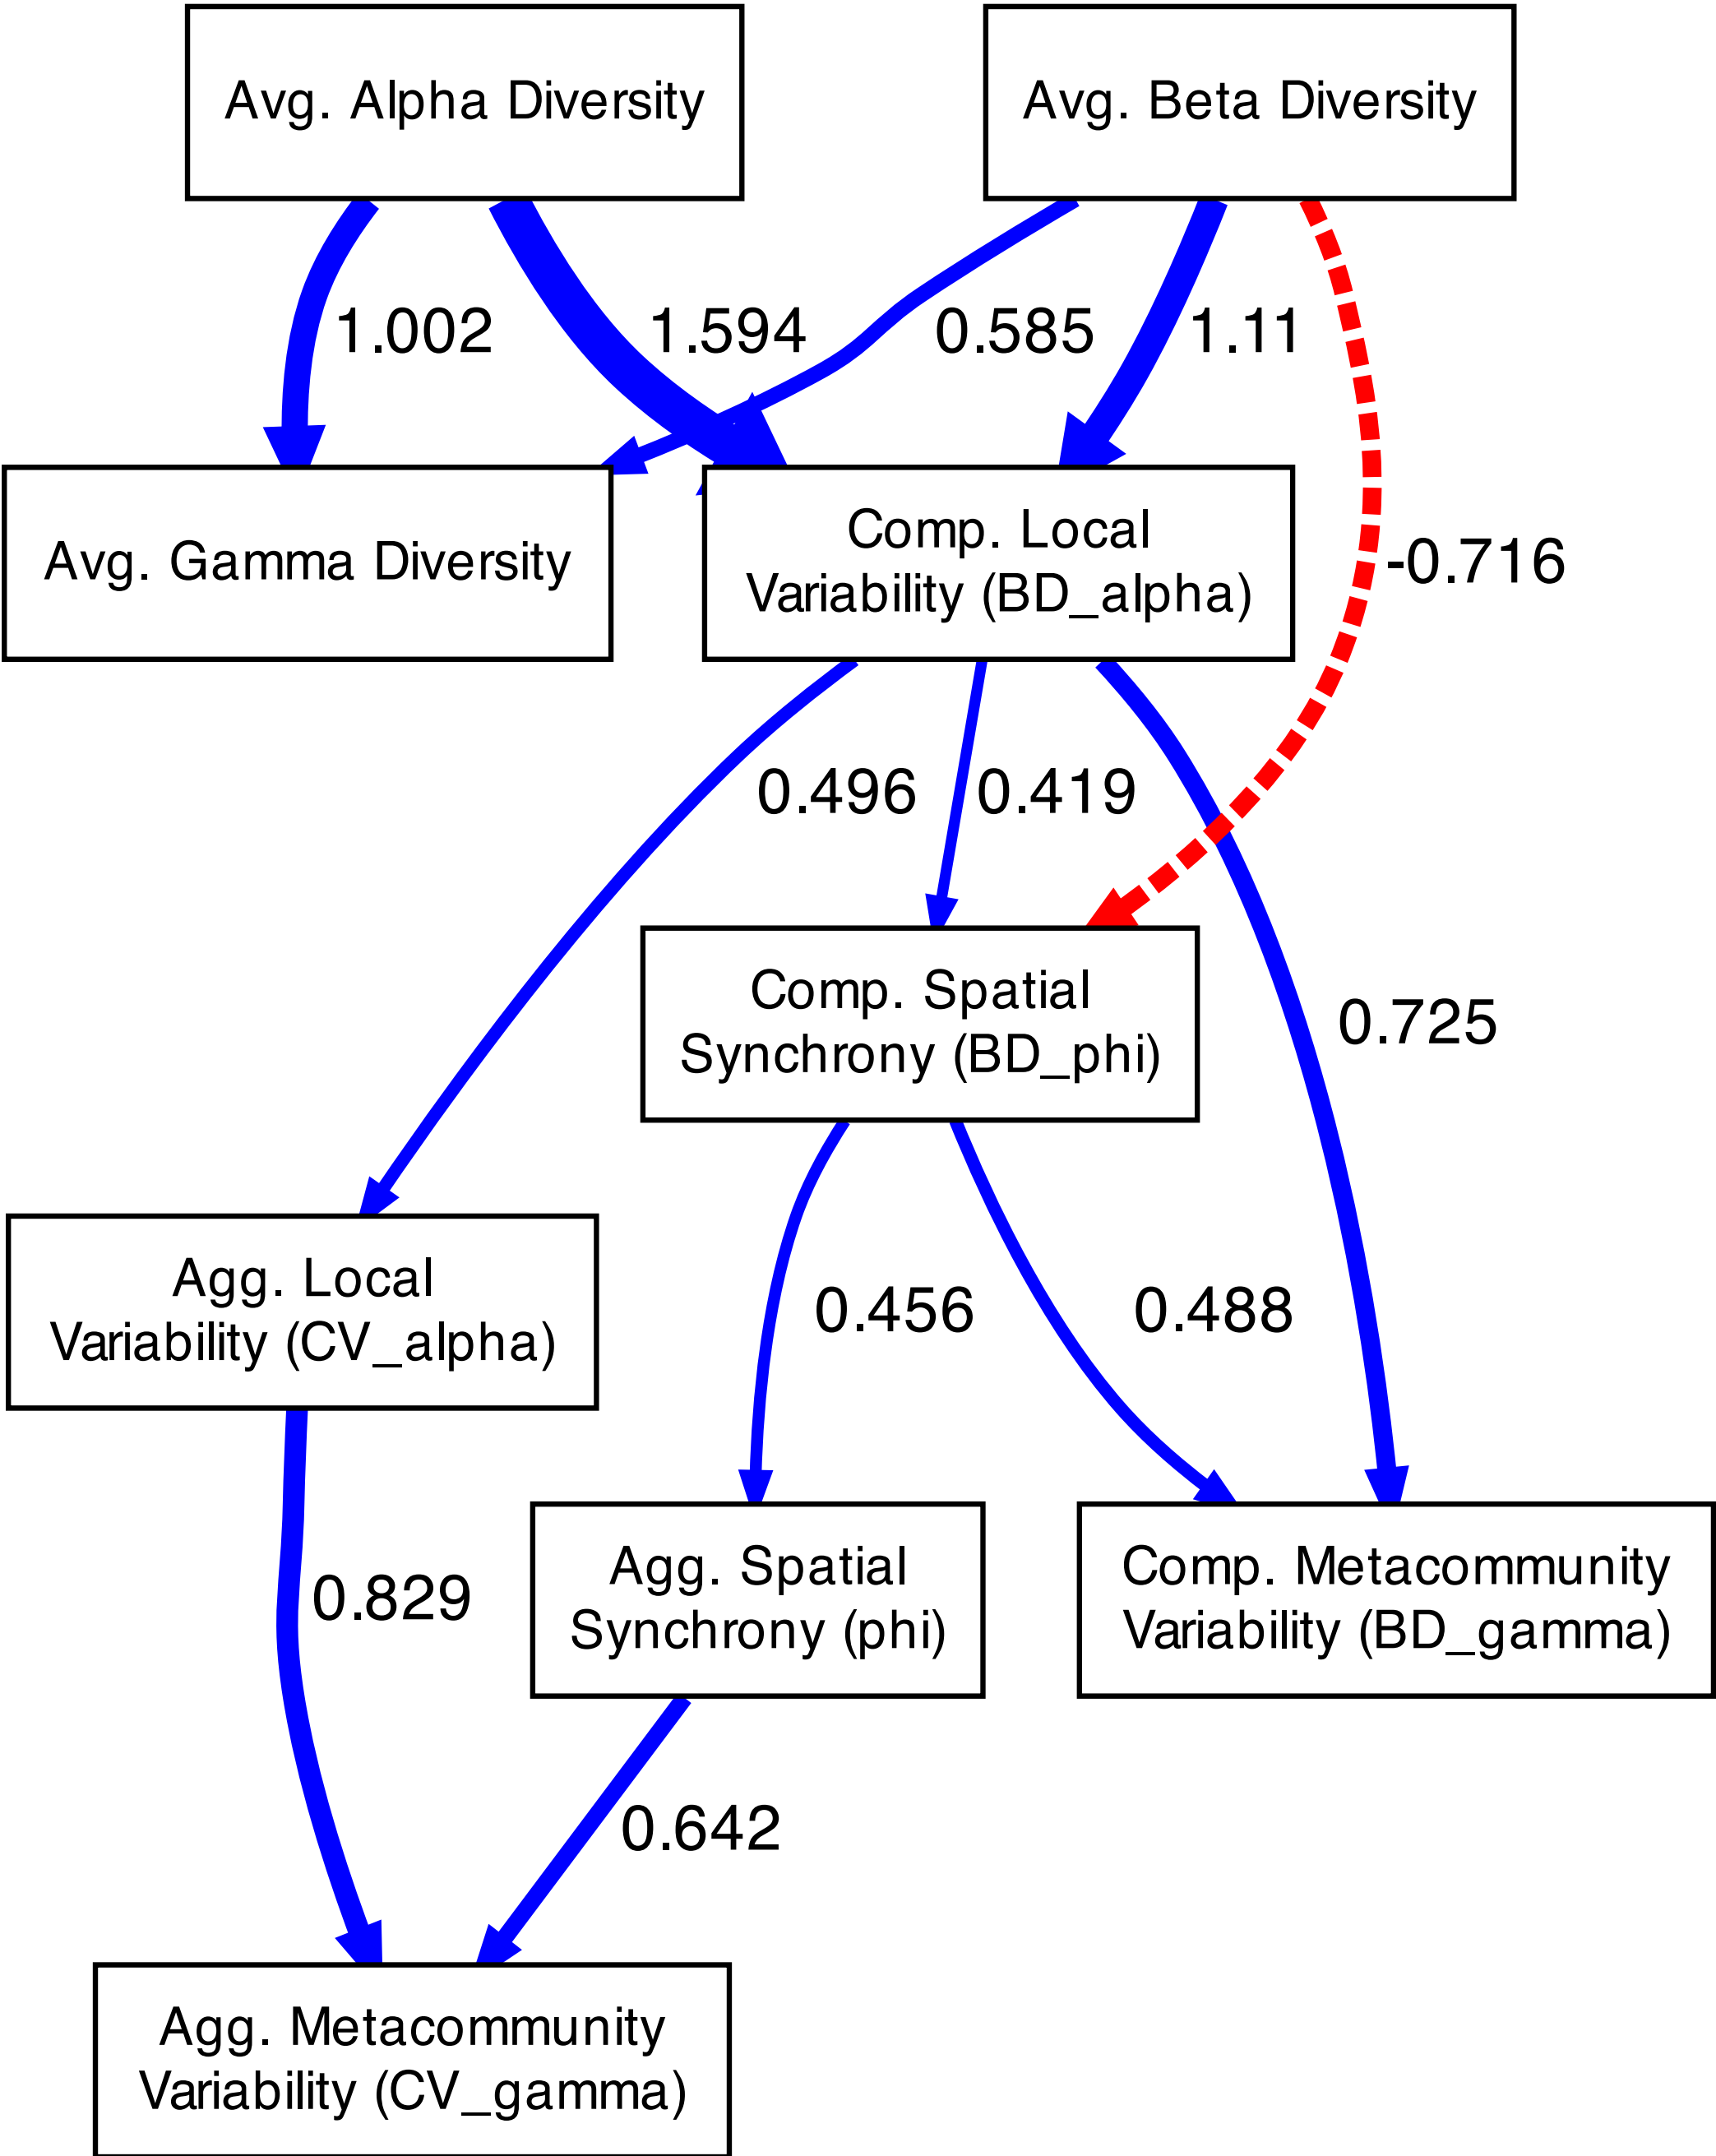 Avg. Alpha Diversity
Avg. Beta Diversity
1.002
1.594
0.585
1.11
Avg. Gamma Diversity
Comp. Local
Variability (BD_alpha)
-0.716
0.496
0.419
Comp. Spatial
Synchrony (BD_phi)
0.725
Agg. Local
Variability (CV_alpha)
0.456
0.488
Agg. Spatial
Synchrony (phi)
Comp. Metacommunity
Variability (BD_gamma)
0.829
0.642
Agg. Metacommunity
Variability (CV_gamma)